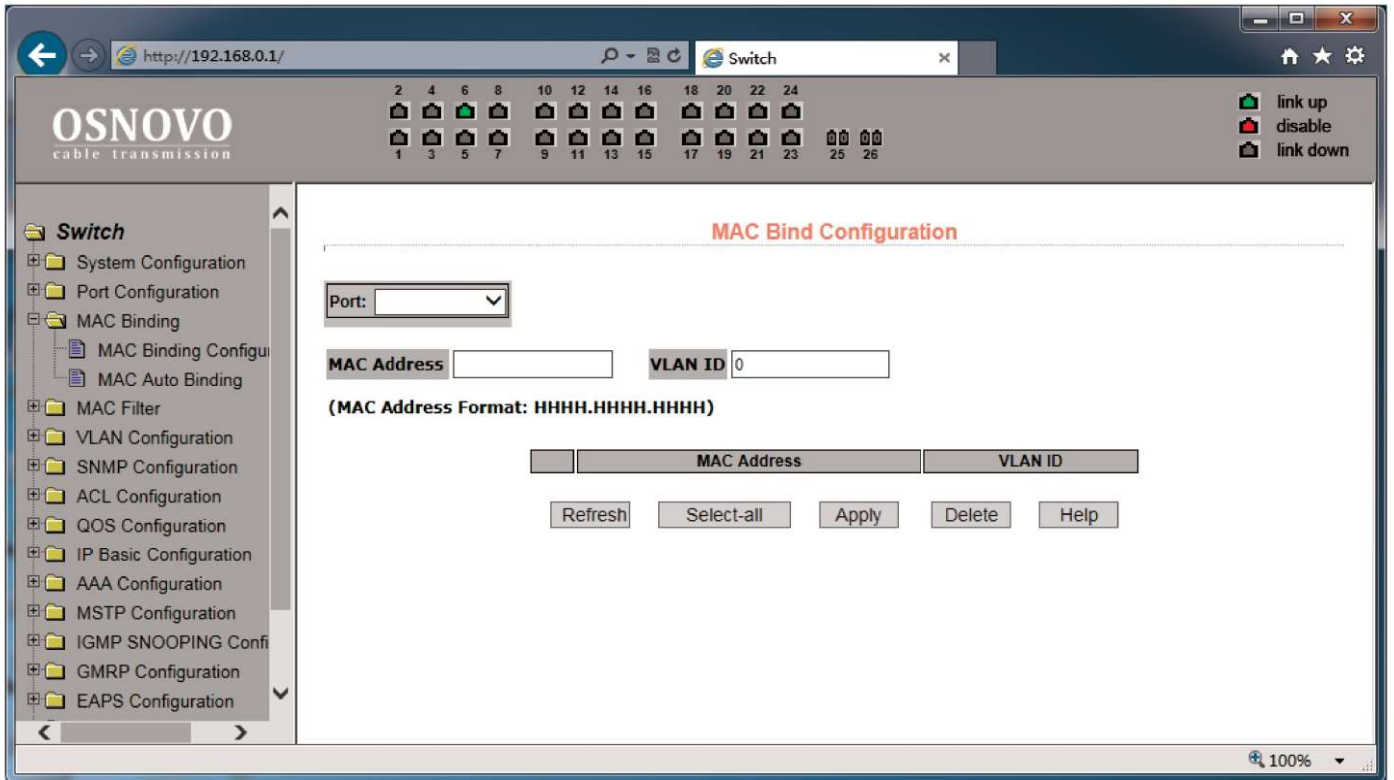 http://192.168.0.1/
Switch
OSNOVO
cable transmission
2 4 6 8 10 12 14 16 18 20 22 24
1 3 5 7 9 11 13 15 17 19 21 23 25 26
link up
disable
link down
Switch
System Configuration
Port Configuration
MAC Binding
MAC Binding Configu
MAC Auto Binding
MAC Filter
VLAN Configuration
SNMP Configuration
ACL Configuration
QOS Configuration
IP Basic Configuration
AAA Configuration
MSTP Configuration
IGMP SNOOPING Confi
GMRP Configuration
EAPS Configuration
MAC Bind Configuration
Port:
MAC Address VLAN ID 0
(MAC Address Format: HHHH.HHHH.HHHH)
MAC Address VLAN ID
Refresh Select-all Apply Delete Help
100%